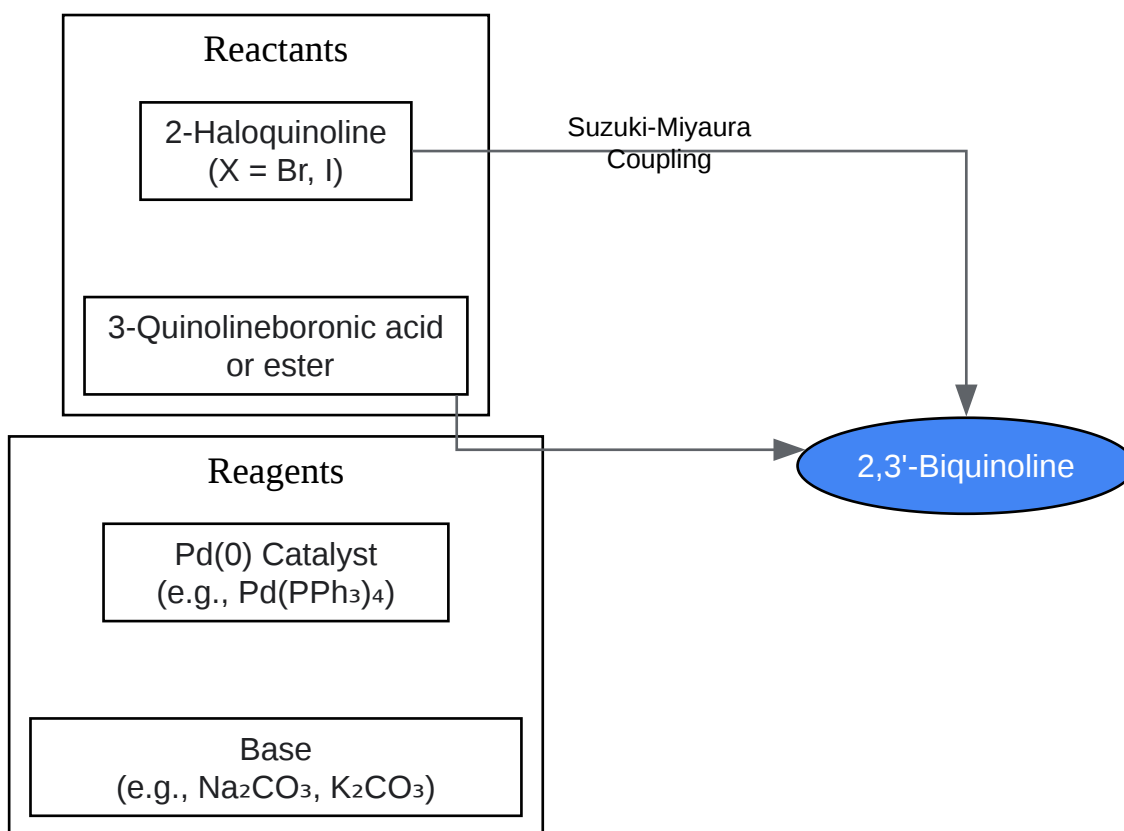 Reactants
2-Haloquinoline
(X = Br, I)
Suzuki-Miyaura
Coupling
3-Quinolineboronic acid
or ester
2,3'-Biquinoline
Reagents
Pd(0) Catalyst
(e.g., Pd(PPh₃)₄)
Base
(e.g., Na₂CO₃, K₂CO₃)